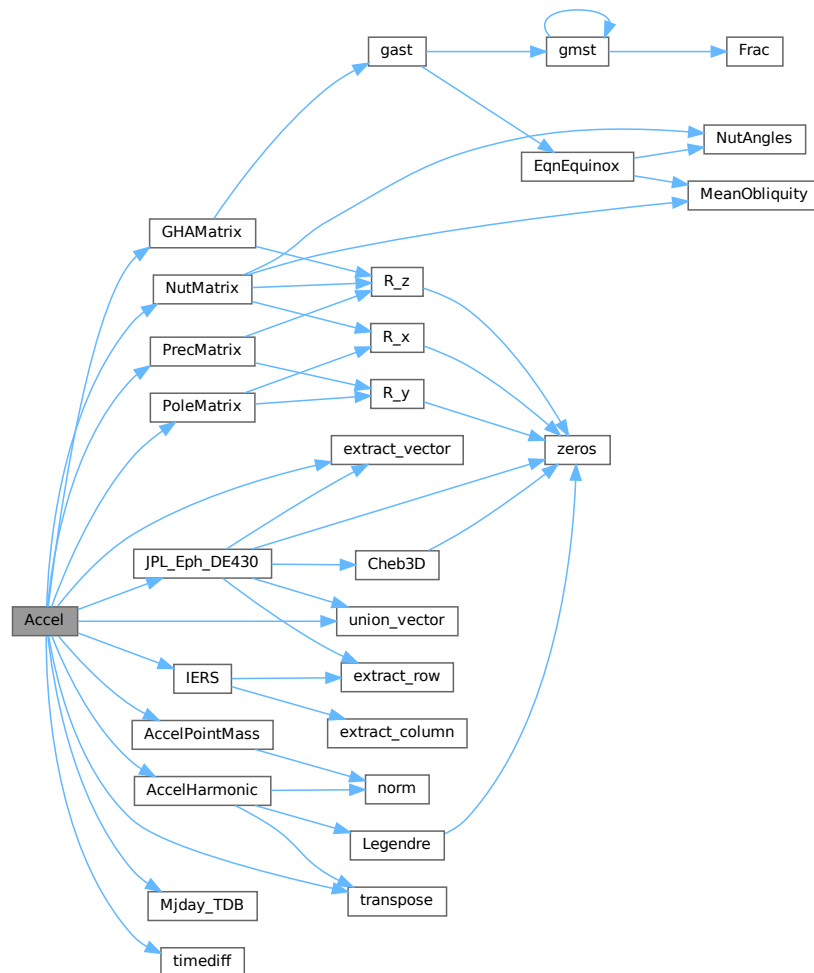 gast
gmst
Frac
NutAngles
EqnEquinox
MeanObliquity
GHAMatrix
NutMatrix
R_z
R_x
PrecMatrix
R_y
PoleMatrix
extract_vector
zeros
JPL_Eph_DE430
Cheb3D
Accel
union_vector
IERS
extract_row
AccelPointMass
extract_column
AccelHarmonic
norm
Legendre
Mjday_TDB
transpose
timediff